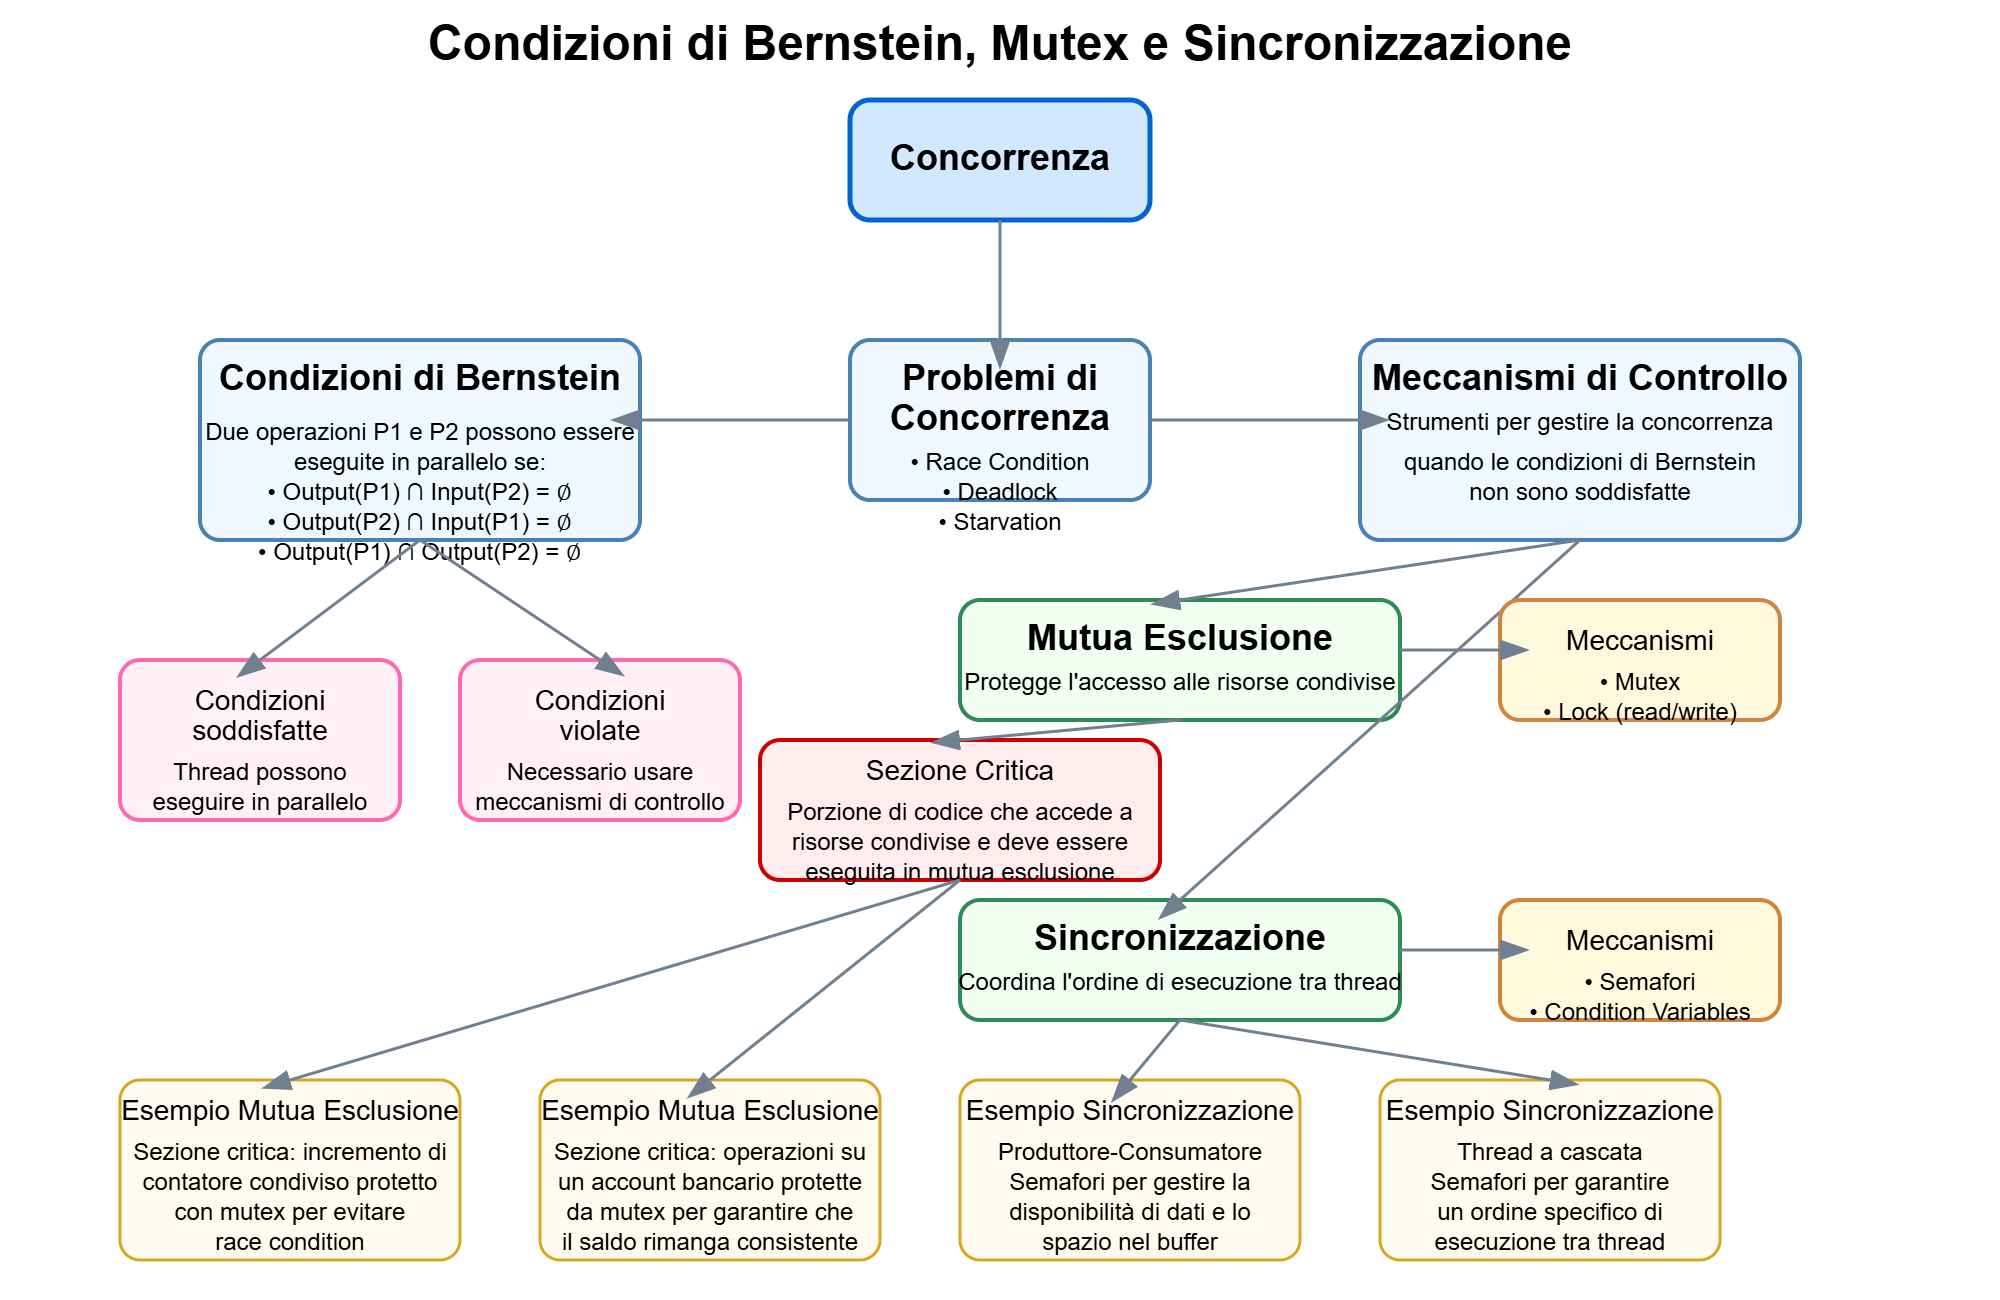 Condizioni di Bernstein, Mutex e Sincronizzazione
Concorrenza
Condizioni di Bernstein
Due operazioni P1 e P2 possono essere
eseguite in parallelo se:
• Output(P1) ∩ Input(P2) = ∅
• Output(P2) ∩ Input(P1) = ∅
• Output(P1) ∩ Output(P2) = ∅
Problemi di
Concorrenza
• Race Condition
• Deadlock
• Starvation
Meccanismi di Controllo
Strumenti per gestire la concorrenza
quando le condizioni di Bernstein
non sono soddisfatte
Condizioni
soddisfatte
Thread possono
eseguire in parallelo
Condizioni
violate
Necessario usare
meccanismi di controllo
Mutua Esclusione
Protegge l'accesso alle risorse condivise
Meccanismi
• Mutex
• Lock (read/write)
Sezione Critica
Porzione di codice che accede a
risorse condivise e deve essere
eseguita in mutua esclusione
Sincronizzazione
Coordina l'ordine di esecuzione tra thread
Meccanismi
• Semafori
• Condition Variables
Esempio Mutua Esclusione
Sezione critica: incremento di
contatore condiviso protetto
con mutex per evitare
race condition
Esempio Mutua Esclusione
Sezione critica: operazioni su
un account bancario protette
da mutex per garantire che
il saldo rimanga consistente
Esempio Sincronizzazione
Produttore-Consumatore
Semafori per gestire la
disponibilità di dati e lo
spazio nel buffer
Esempio Sincronizzazione
Thread a cascata
Semafori per garantire
un ordine specifico di
esecuzione tra thread